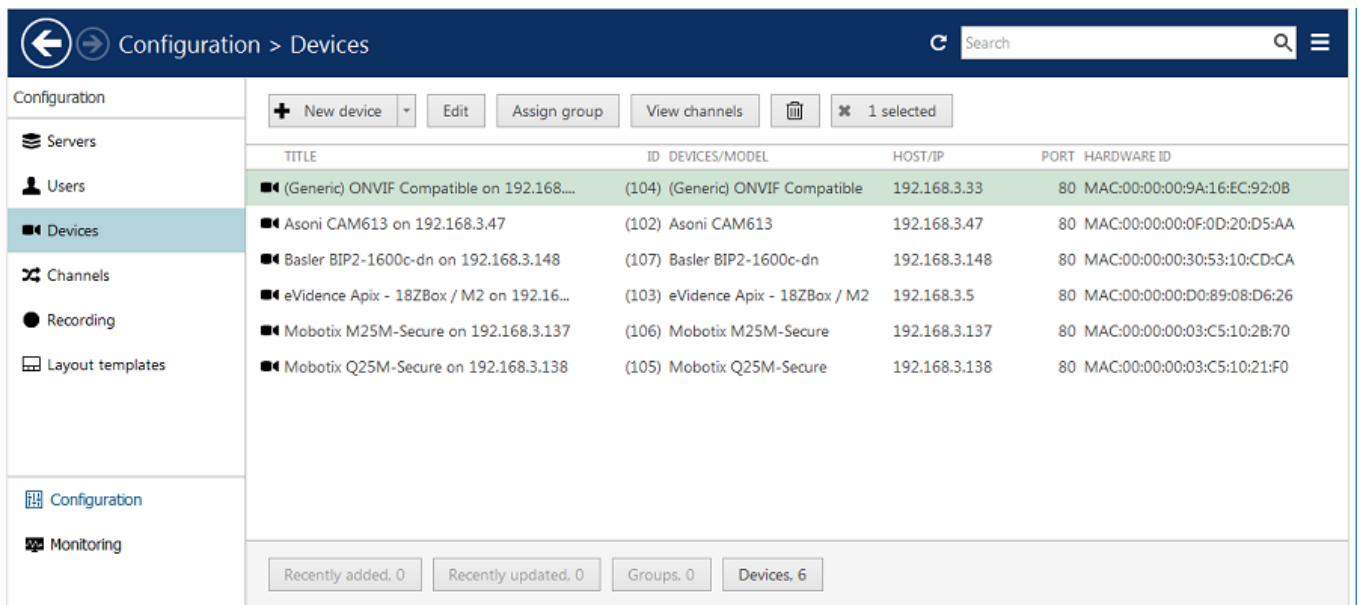 Configuration > Devices
Search
Configuration
Servers
Users
Devices
Channels
Recording
Layout templates
Configuration
Monitoring
New device
Edit
Assign group
View channels
1 selected
TITLE ID DEVICES/MODEL HOST/IP PORT HARDWARE ID
(Generic) ONVIF Compatible on 192.168.... (104) (Generic) ONVIF Compatible 192.168.3.33 80 MAC:00:00:00:9A:16:EC:92:0B
Asoni CAM613 on 192.168.3.47 (102) Asoni CAM613 192.168.3.47 80 MAC:00:00:00:0F:0D:20:D5:AA
Basler BIP2-1600c-dn on 192.168.3.148 (107) Basler BIP2-1600c-dn 192.168.3.148 80 MAC:00:00:00:30:53:10:CD:CA
eVidence Apix - 18ZBox / M2 on 192.16... (103) eVidence Apix - 18ZBox / M2 192.168.3.5 80 MAC:00:00:00:D0:89:08:D6:26
Mobotix M25M-Secure on 192.168.3.137 (106) Mobotix M25M-Secure 192.168.3.137 80 MAC:00:00:00:03:C5:10:2B:70
Mobotix Q25M-Secure on 192.168.3.138 (105) Mobotix Q25M-Secure 192.168.3.138 80 MAC:00:00:00:03:C5:10:21:F0
Recently added, 0
Recently updated, 0
Groups, 0
Devices, 6